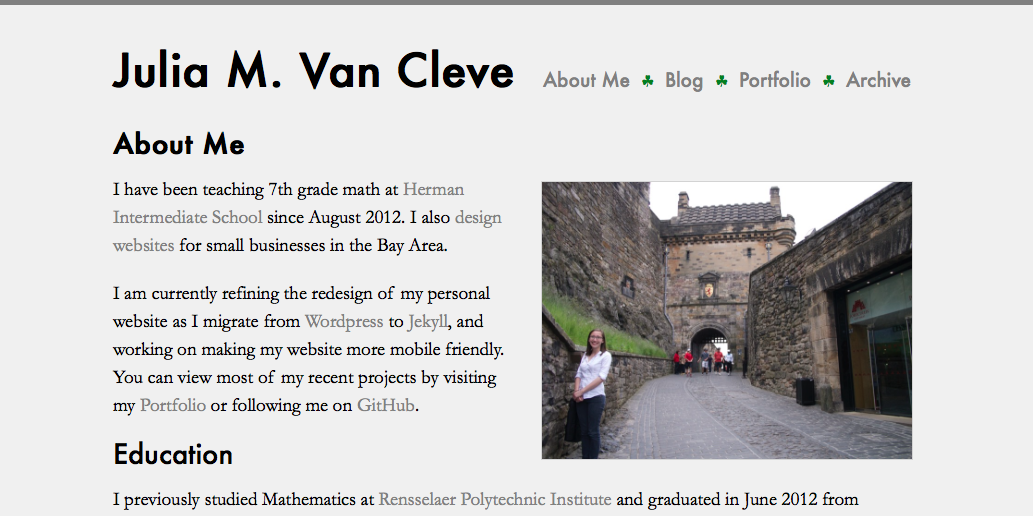 Julia M. Van Cleve
About Me ☘ Blog ☘ Portfolio ☘ Archive
About Me
I have been teaching 7th grade math at Herman
Intermediate School since August 2012. I also design
websites for small businesses in the Bay Area.
I am currently refining the redesign of my personal
website as I migrate from Wordpress to Jekyll, and
working on making my website more mobile friendly.
You can view most of my recent projects by visiting
my Portfolio or following me on GitHub.
Education
I previously studied Mathematics at Rensselaer Polytechnic Institute and graduated in June 2012 from